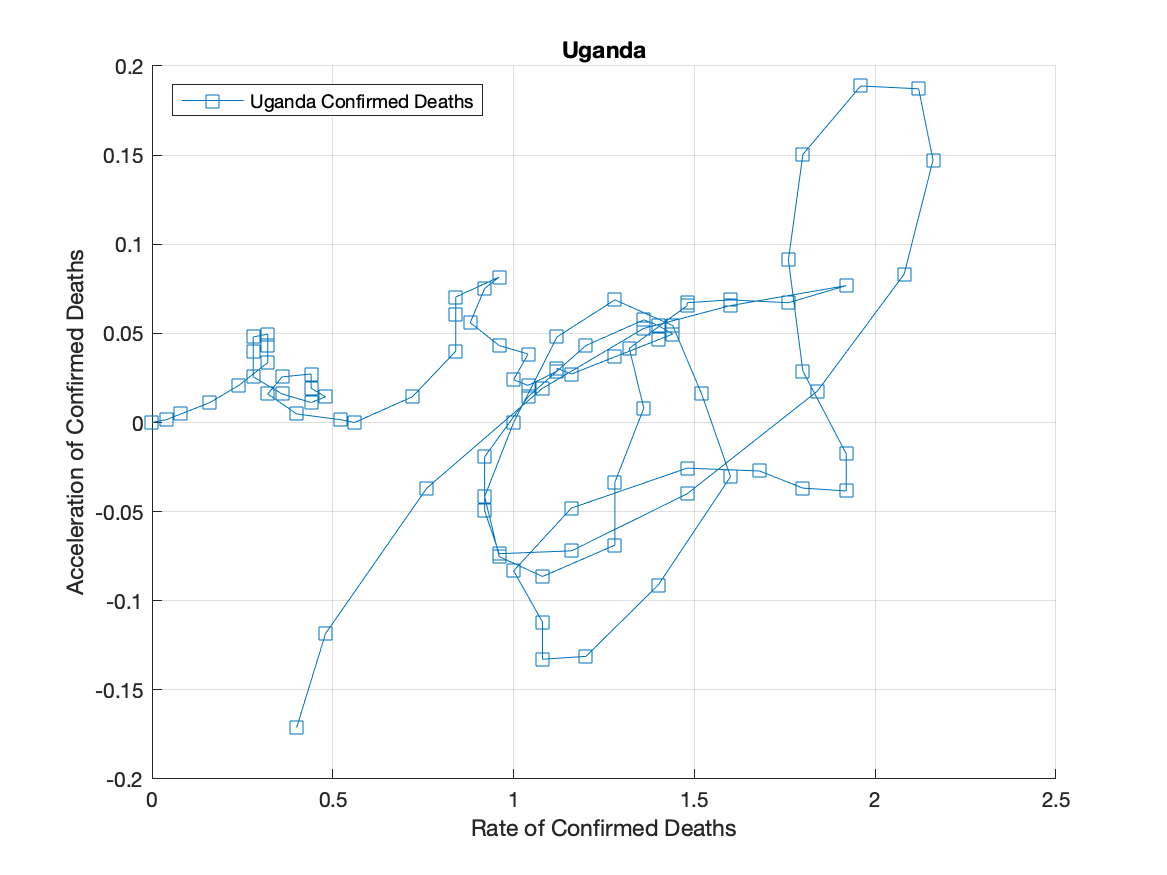 Uganda
Uganda Confirmed Deaths
0.2
0.15
0.1
0.05
0
-0.05
-0.1
-0.15
-0.2
Acceleration of Confirmed Deaths
0 0.5 1 1.5 2 2.5
Rate of Confirmed Deaths